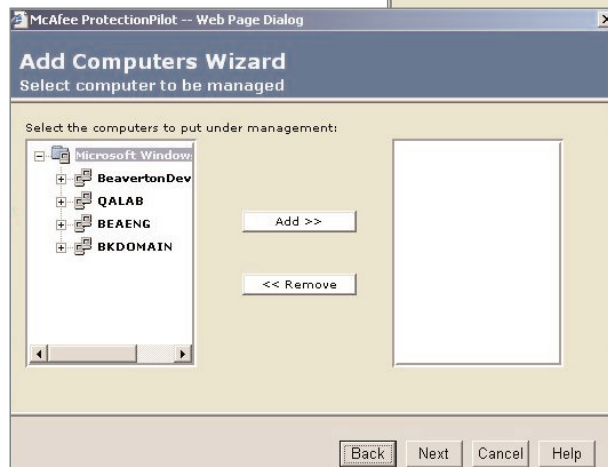 McAfee ProtectionPilot -- Web Page Dialog
Add Computers Wizard
Select computer to be managed
Select the computers to put under management:
Microsoft Window
BeavertonDev
QALAB
BEAENG
BKDOMAIN
Add >>
<< Remove
Back
Next
Cancel
Help